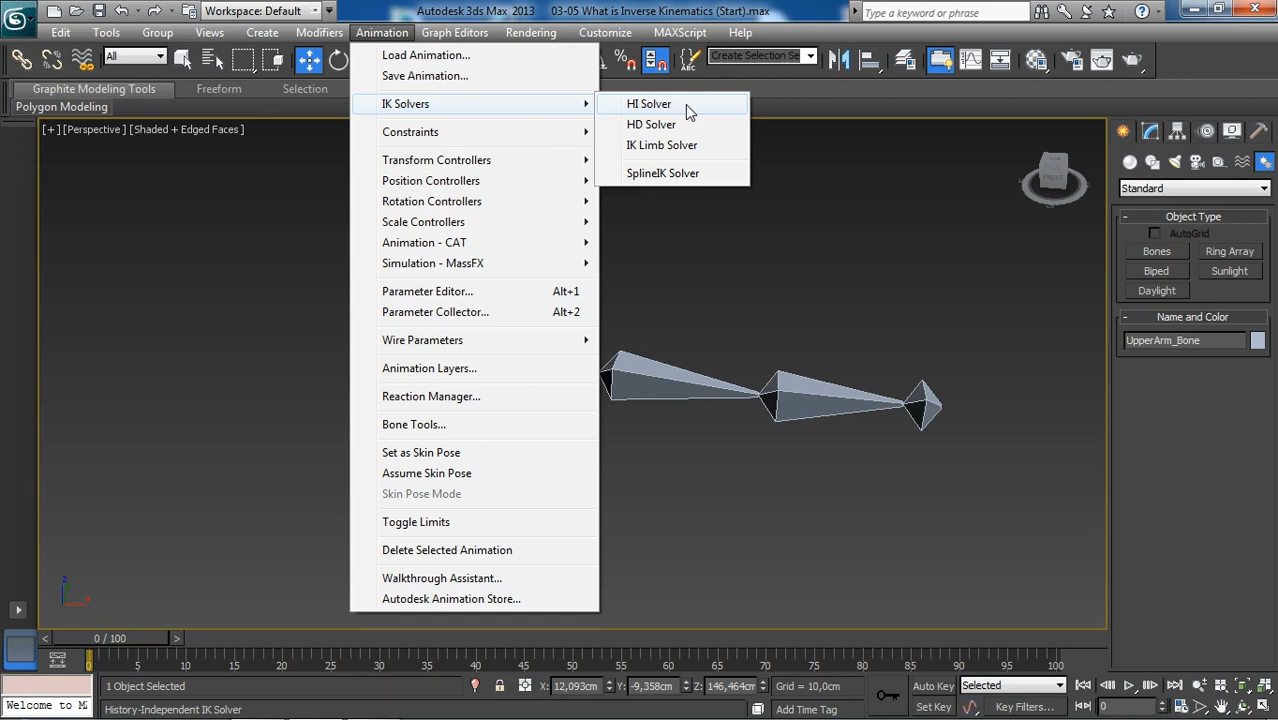 Workspace: Default
Autodesk 3ds Max 2013 03-05 What is Inverse Kinematics (Start).max
Type a keyword or phrase
Edit Tools Group Views Create Modifiers Animation Graph Editors Rendering Customize MAXScript Help
All
Create Selection Se
Graphite Modeling Tools Freeform Selection
Polygon Modeling
[+] [Perspective] [Shaded + Edged Faces]
Load Animation...
Save Animation...
IK Solvers
Constraints
Transform Controllers
Position Controllers
Rotation Controllers
Scale Controllers
Animation - CAT
Simulation - MassFX
Parameter Editor... Alt+1
Parameter Collector... Alt+2
Wire Parameters
Animation Layers...
Reaction Manager...
Bone Tools...
Set as Skin Pose
Assume Skin Pose
Skin Pose Mode
Toggle Limits
Delete Selected Animation
Walkthrough Assistant...
Autodesk Animation Store...
HI Solver
HD Solver
IK Limb Solver
SplineIK Solver
TOP
FRONT
Standard
- Object Type
AutoGrid
Bones Ring Array
Biped Sunlight
Daylight
- Name and Color
UpperArm_Bone
z
x
< 0 / 100 >
0 5 10 15 20 25 30 35 40 45 50 55 60 65 70 75 80 85 90 95 100
1 Object Selected X: 12,093cm Y: -9,358cm Z: 146,464cm Grid = 10,0cm Auto Key Selected
Welcome to M History-Independent IK Solver Add Time Tag Set Key Key Filters... 0